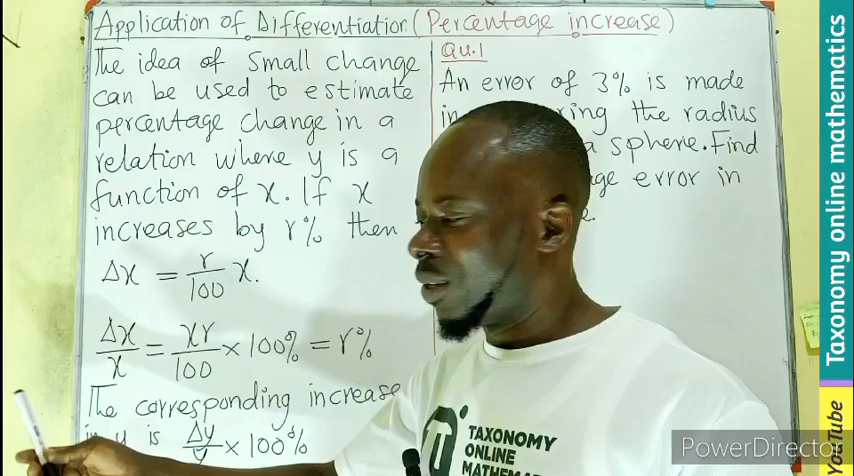 Application of Differentiation (Percentage increase)
The idea of small change
can be used to estimate
percentage change in a
relation where y is a
function of x. If x
increases by r% then
Δx = r/100 x.
Δx/x = xr/100 × 100% = r%
The corresponding increase
in y is Δy/y × 100%
Qu.1
An error of 3% is made
in the radius
a sphere. Find
error in
TAXONOMY
ONLINE
PowerDirector
Taxonomy online mathematics
YouTube